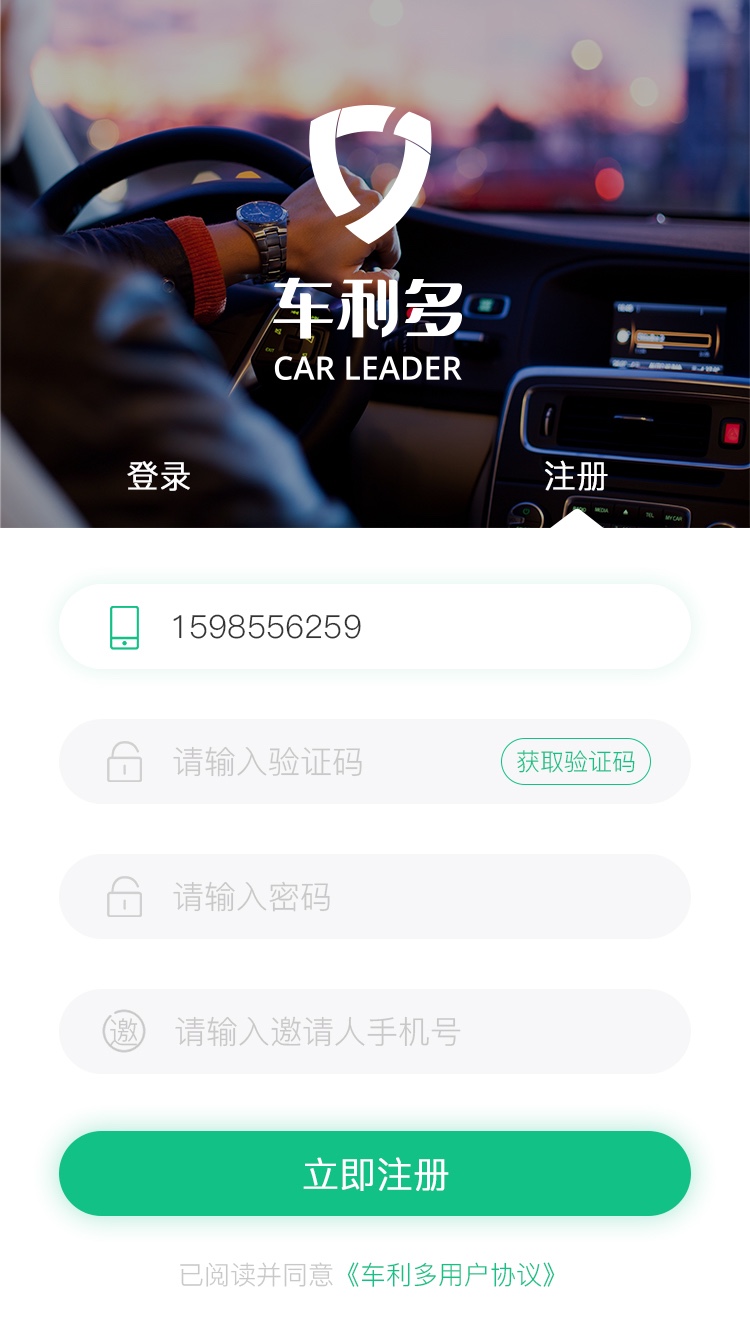 车利多
CAR LEADER
登录
注册
1598556259
请输入验证码
获取验证码
请输入密码
邀
请输入邀请人手机号
立即注册
已阅读并同意《车利多用户协议》